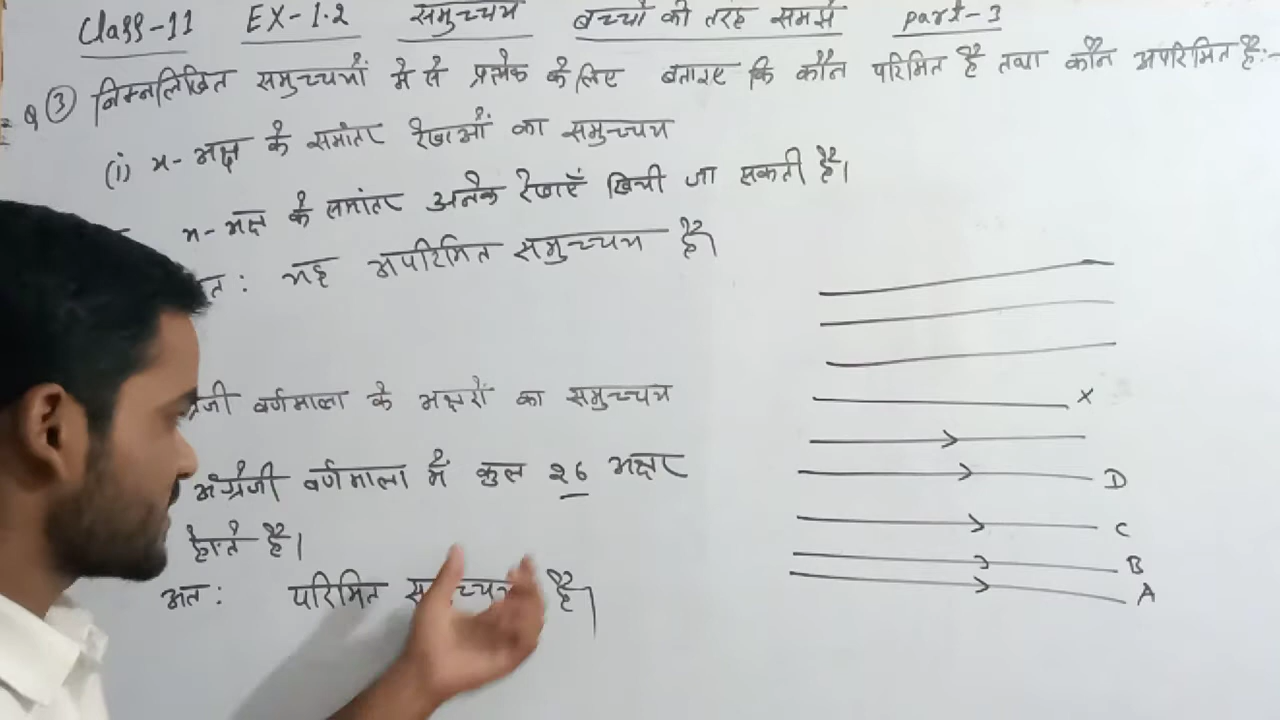 Class-11 EX-1.2 समुच्चय बच्चों की तरह समझें part-3
Q ③ निम्नलिखित समुच्चयों में से प्रत्येक के लिए बताइए कि कौन परिमित है तथा कौन अपरिमित है:-
(i) x-अक्ष के समांतर रेखाओं का समुच्चय
x-अक्ष के समांतर अनेक रेखाएँ खिची जा सकती है।
यह अपरिमित समुच्चय है।
वर्णमाला के अक्षरों का समुच्चय
अंग्रेजी वर्णमाला में कुल 26 अक्षर
होते है।
अत: परिमित है।
X
D
C
B
A